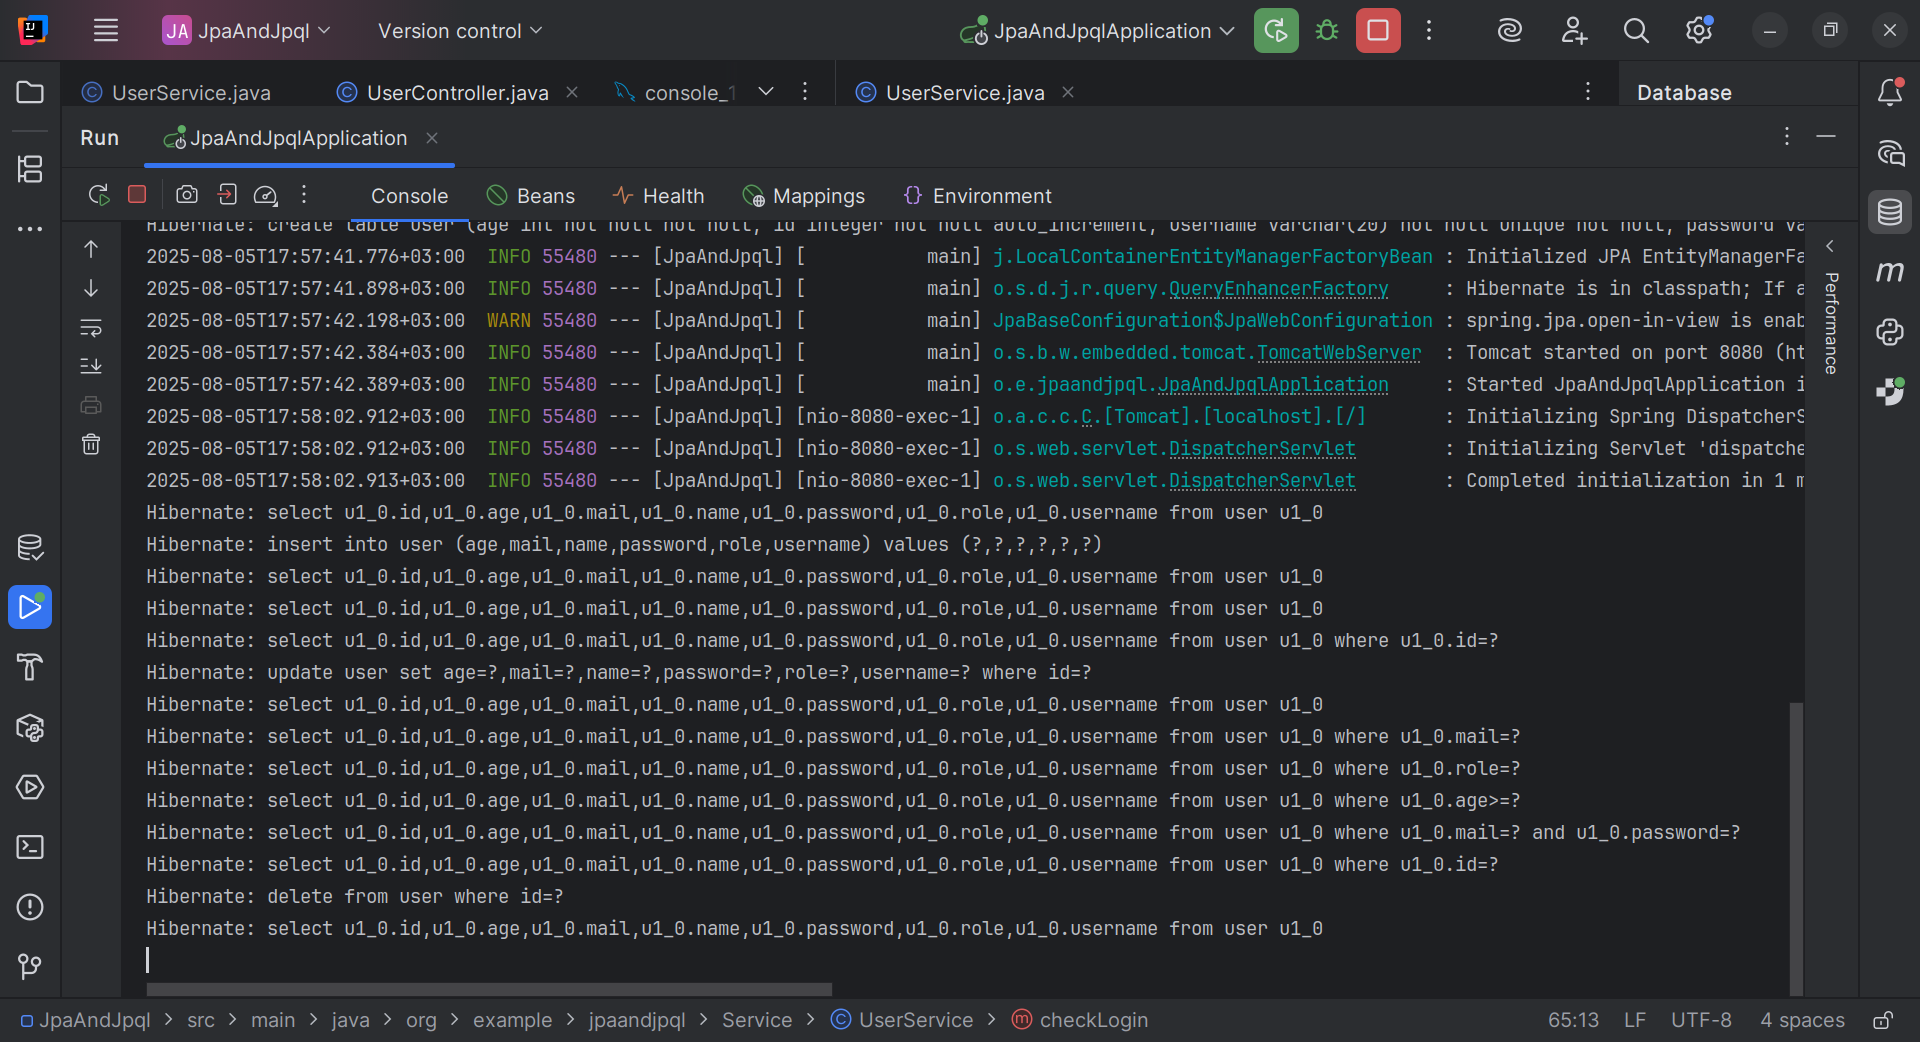 JA JpaAndJpql Version control JpaAndJpqlApplication
UserService.java UserController.java console_1 UserService.java Database
Run JpaAndJpqlApplication
Console Beans Health Mappings Environment
Hibernate: create table user (age int not null not null, id integer not null auto_increment, username varchar(20) not null unique not null, password va
2025-08-05T17:57:41.776+03:00  INFO 55480 --- [JpaAndJpql] [           main] j.LocalContainerEntityManagerFactoryBean : Initialized JPA EntityManagerFa
2025-08-05T17:57:41.898+03:00  INFO 55480 --- [JpaAndJpql] [           main] o.s.d.j.r.query.QueryEnhancerFactory     : Hibernate is in classpath; If a
2025-08-05T17:57:42.198+03:00  WARN 55480 --- [JpaAndJpql] [           main] JpaBaseConfiguration$JpaWebConfiguration : spring.jpa.open-in-view is enab
2025-08-05T17:57:42.384+03:00  INFO 55480 --- [JpaAndJpql] [           main] o.s.b.w.embedded.tomcat.TomcatWebServer  : Tomcat started on port 8080 (ht
2025-08-05T17:57:42.389+03:00  INFO 55480 --- [JpaAndJpql] [           main] o.e.jpaandjpql.JpaAndJpqlApplication     : Started JpaAndJpqlApplication i
2025-08-05T17:58:02.912+03:00  INFO 55480 --- [JpaAndJpql] [nio-8080-exec-1] o.a.c.c.C.[Tomcat].[localhost].[/]       : Initializing Spring DispatcherS
2025-08-05T17:58:02.912+03:00  INFO 55480 --- [JpaAndJpql] [nio-8080-exec-1] o.s.web.servlet.DispatcherServlet        : Initializing Servlet 'dispatche
2025-08-05T17:58:02.913+03:00  INFO 55480 --- [JpaAndJpql] [nio-8080-exec-1] o.s.web.servlet.DispatcherServlet        : Completed initialization in 1 m
Hibernate: select u1_0.id,u1_0.age,u1_0.mail,u1_0.name,u1_0.password,u1_0.role,u1_0.username from user u1_0
Hibernate: insert into user (age,mail,name,password,role,username) values (?,?,?,?,?,?)
Hibernate: select u1_0.id,u1_0.age,u1_0.mail,u1_0.name,u1_0.password,u1_0.role,u1_0.username from user u1_0
Hibernate: select u1_0.id,u1_0.age,u1_0.mail,u1_0.name,u1_0.password,u1_0.role,u1_0.username from user u1_0
Hibernate: select u1_0.id,u1_0.age,u1_0.mail,u1_0.name,u1_0.password,u1_0.role,u1_0.username from user u1_0 where u1_0.id=?
Hibernate: update user set age=?,mail=?,name=?,password=?,role=?,username=? where id=?
Hibernate: select u1_0.id,u1_0.age,u1_0.mail,u1_0.name,u1_0.password,u1_0.role,u1_0.username from user u1_0
Hibernate: select u1_0.id,u1_0.age,u1_0.mail,u1_0.name,u1_0.password,u1_0.role,u1_0.username from user u1_0 where u1_0.mail=?
Hibernate: select u1_0.id,u1_0.age,u1_0.mail,u1_0.name,u1_0.password,u1_0.role,u1_0.username from user u1_0 where u1_0.role=?
Hibernate: select u1_0.id,u1_0.age,u1_0.mail,u1_0.name,u1_0.password,u1_0.role,u1_0.username from user u1_0 where u1_0.age>=?
Hibernate: select u1_0.id,u1_0.age,u1_0.mail,u1_0.name,u1_0.password,u1_0.role,u1_0.username from user u1_0 where u1_0.mail=? and u1_0.password=?
Hibernate: select u1_0.id,u1_0.age,u1_0.mail,u1_0.name,u1_0.password,u1_0.role,u1_0.username from user u1_0 where u1_0.id=?
Hibernate: delete from user where id=?
Hibernate: select u1_0.id,u1_0.age,u1_0.mail,u1_0.name,u1_0.password,u1_0.role,u1_0.username from user u1_0
Performance
JpaAndJpql > src > main > java > org > example > jpaandjpql > Service > UserService > checkLogin 65:13 LF UTF-8 4 spaces